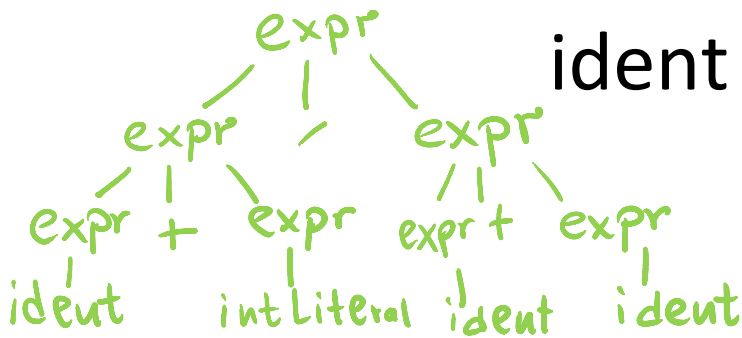 expr
ident
expr / expr
expr + expr expr + expr
ident intLiteral ident ident